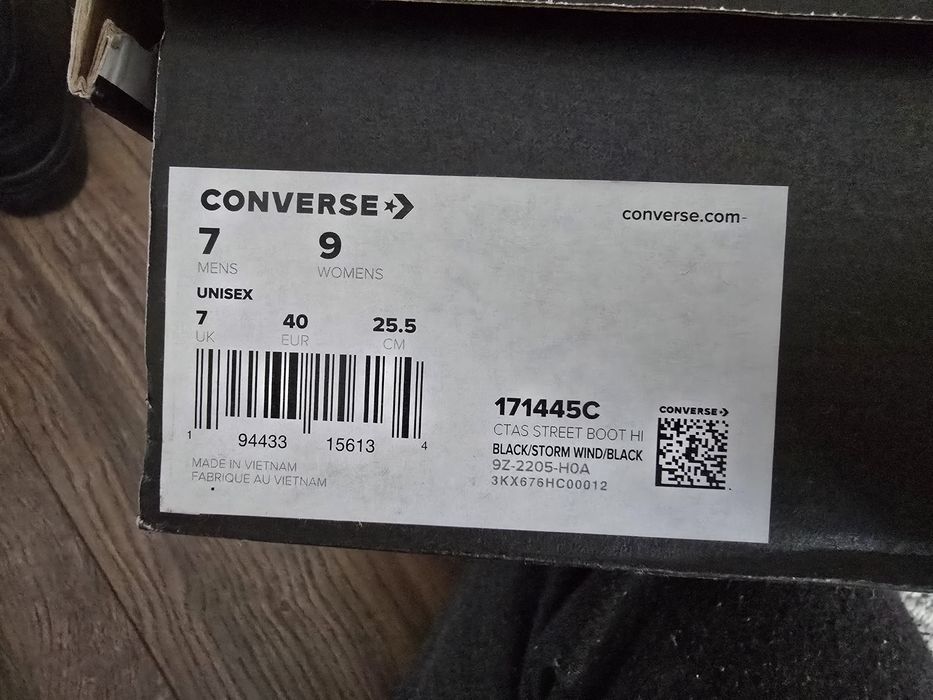 CONVERSE
converse.com
7 9
MENS WOMENS
UNISEX
7 40 25.5
UK EUR CM
1 94433 15613 4
MADE IN VIETNAM
FABRIQUE AU VIETNAM
171445C
CTAS STREET BOOT HI
BLACK/STORM WIND/BLACK
9Z-2205-H0A
3KX676HC00012
CONVERSE